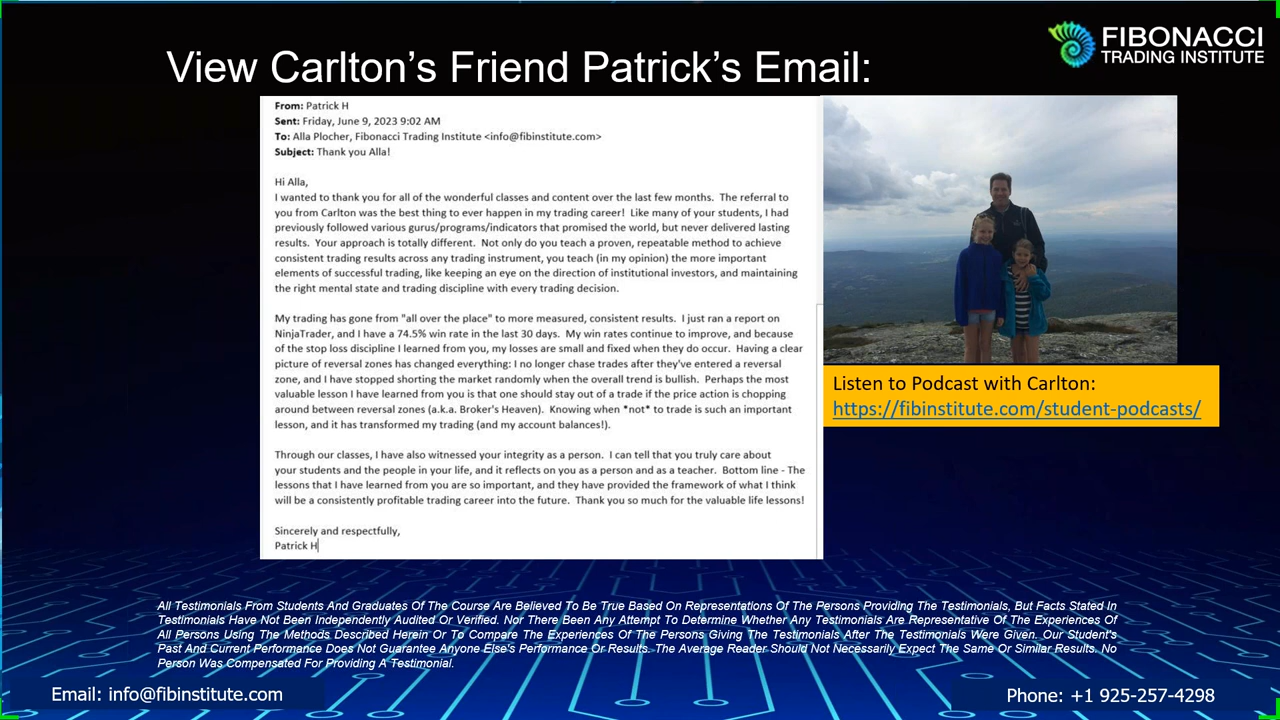 FIBONACCI
TRADING INSTITUTE
View Carlton’s Friend Patrick’s Email:
From: Patrick H
Sent: Friday, June 9, 2023 9:02 AM
To: Alla Plocher, Fibonacci Trading Institute <info@fibinstitute.com>
Subject: Thank you Alla!
Hi Alla,
I wanted to thank you for all of the wonderful classes and content over the last few months.  The referral to
you from Carlton was the best thing to ever happen in my trading career!  Like many of your students, I had
previously followed various gurus/programs/indicators that promised the world, but never delivered lasting
results.  Your approach is totally different.  Not only do you teach a proven, repeatable method to achieve
consistent trading results across any trading instrument, you teach (in my opinion) the more important
elements of successful trading, like keeping an eye on the direction of institutional investors, and maintaining
the right mental state and trading discipline with every trading decision.
My trading has gone from "all over the place" to more measured, consistent results.  I just ran a report on
NinjaTrader, and I have a 74.5% win rate in the last 30 days.  My win rates continue to improve, and because
of the stop loss discipline I learned from you, my losses are small and fixed when they do occur.  Having a clear
picture of reversal zones has changed everything: I no longer chase trades after they've entered a reversal
zone, and I have stopped shorting the market randomly when the overall trend is bullish.  Perhaps the most
valuable lesson I have learned from you is that one should stay out of a trade if the price action is chopping
around between reversal zones (a.k.a. Broker's Heaven).  Knowing when *not* to trade is such an important
lesson, and it has transformed my trading (and my account balances!).
Through our classes, I have also witnessed your integrity as a person.  I can tell that you truly care about
your students and the people in your life, and it reflects on you as a person and as a teacher.  Bottom line - The
lessons that I have learned from you are so important, and they have provided the framework of what I think
will be a consistently profitable trading career into the future.  Thank you so much for the valuable life lessons!
Sincerely and respectfully,
Patrick H
Listen to Podcast with Carlton:
https://fibinstitute.com/student-podcasts/
All Testimonials From Students And Graduates Of The Course Are Believed To Be True Based On Representations Of The Persons Providing The Testimonials, But Facts Stated In
Testimonials Have Not Been Independently Audited Or Verified. Nor There Been Any Attempt To Determine Whether Any Testimonials Are Representative Of The Experiences Of
All Persons Using The Methods Described Herein Or To Compare The Experiences Of The Persons Giving The Testimonials After The Testimonials Were Given. Our Student's
Past And Current Performance Does Not Guarantee Anyone Else's Performance Or Results. The Average Reader Should Not Necessarily Expect The Same Or Similar Results. No
Person Was Compensated For Providing A Testimonial.
Email: info@fibinstitute.com
Phone: +1 925-257-4298